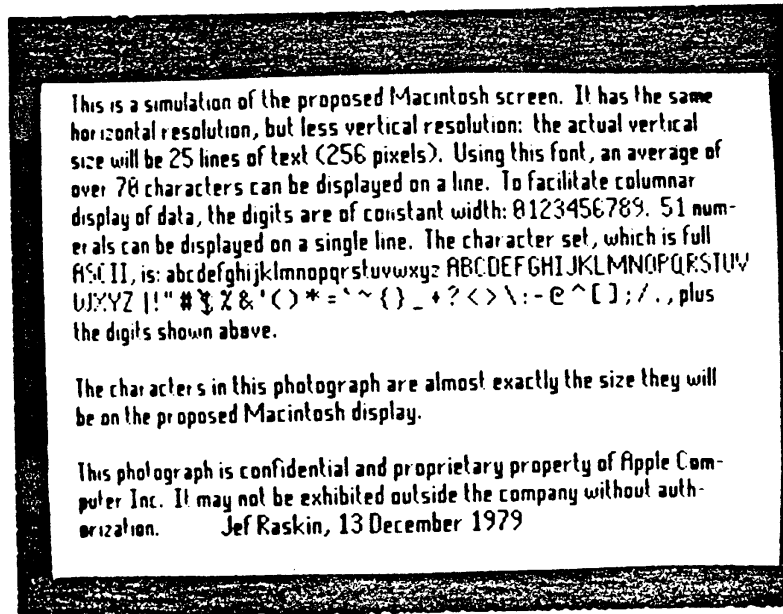 This is a simulation of the proposed Macintosh screen. It has the same
horizontal resolution, but less vertical resolution: the actual vertical
size will be 25 lines of text (256 pixels). Using this font, an average of
over 70 characters can be displayed on a line. To facilitate columnar
display of data, the digits are of constant width: 0123456789. 51 num-
erals can be displayed on a single line. The character set, which is full
ASCII, is: abcdefghijklmnopqrstuvwxyz ABCDEFGHIJKLMNOPQRSTUV
WXYZ |!"#$%&'()*=`~{}_+?<>\:-@^[];/.,plus
the digits shown above.

The characters in this photograph are almost exactly the size they will
be on the proposed Macintosh display.

This photograph is confidential and proprietary property of Apple Com-
puter Inc. It may not be exhibited outside the company without auth-
orization. Jef Raskin, 13 December 1979